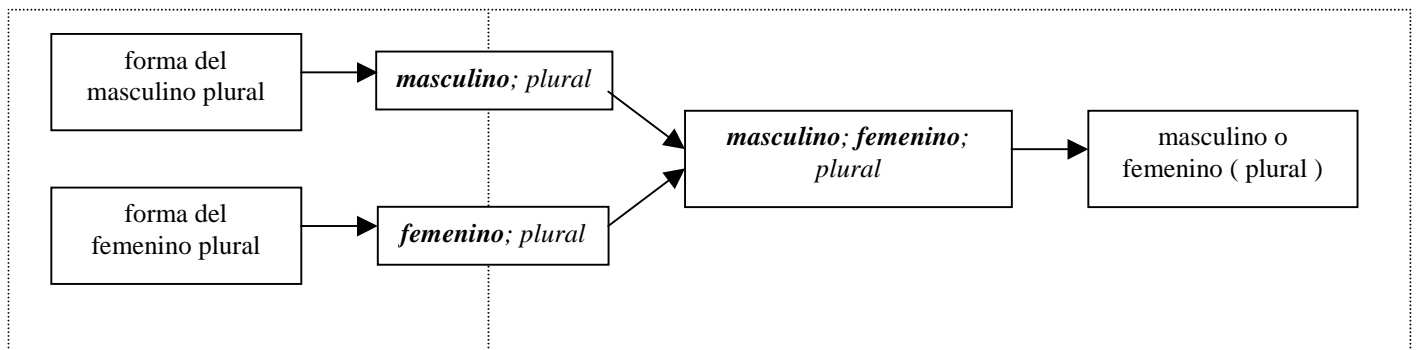 forma del
masculino plural
masculino; plural
forma del
femenino plural
femenino; plural
masculino; femenino;
plural
masculino o
femenino ( plural )